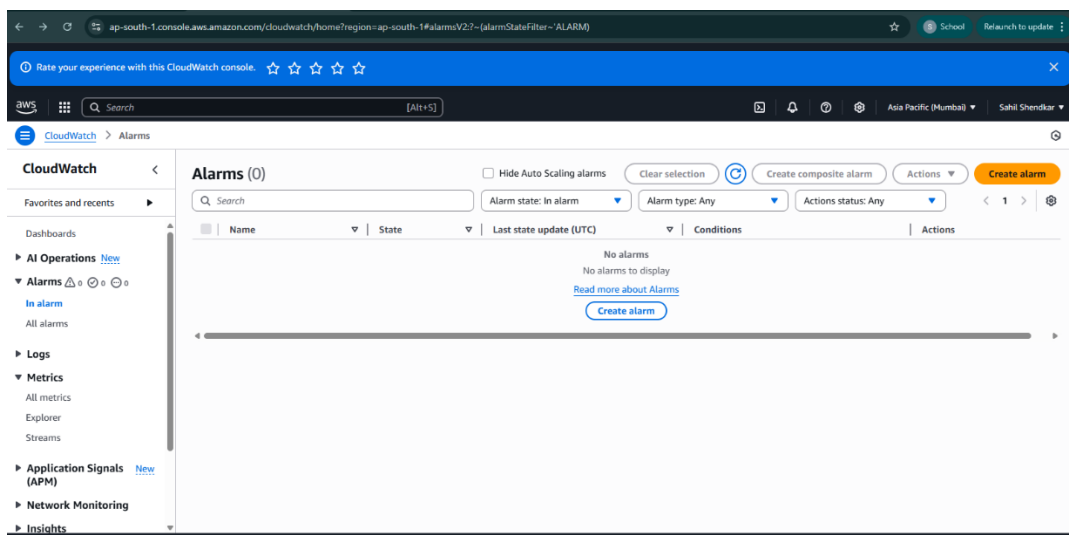 ap-south-1.console.aws.amazon.com/cloudwatch/home?region=ap-south-1#alarmsV2:?~(alarmStateFilter~'ALARM)
S School
Relaunch to update
Rate your experience with this CloudWatch console.
aws
Search [Alt+S]
Asia Pacific (Mumbai)
Sahil Shendkar
CloudWatch > Alarms
CloudWatch
Favorites and recents
Dashboards
AI Operations New
Alarms 0 0 0
In alarm
All alarms
Logs
Metrics
All metrics
Explorer
Streams
Application Signals New
(APM)
Network Monitoring
Insights
Alarms (0)
Hide Auto Scaling alarms
Clear selection
Create composite alarm
Actions
Create alarm
Search
Alarm state: In alarm
Alarm type: Any
Actions status: Any
1
Name
State
Last state update (UTC)
Conditions
Actions
No alarms
No alarms to display
Read more about Alarms
Create alarm